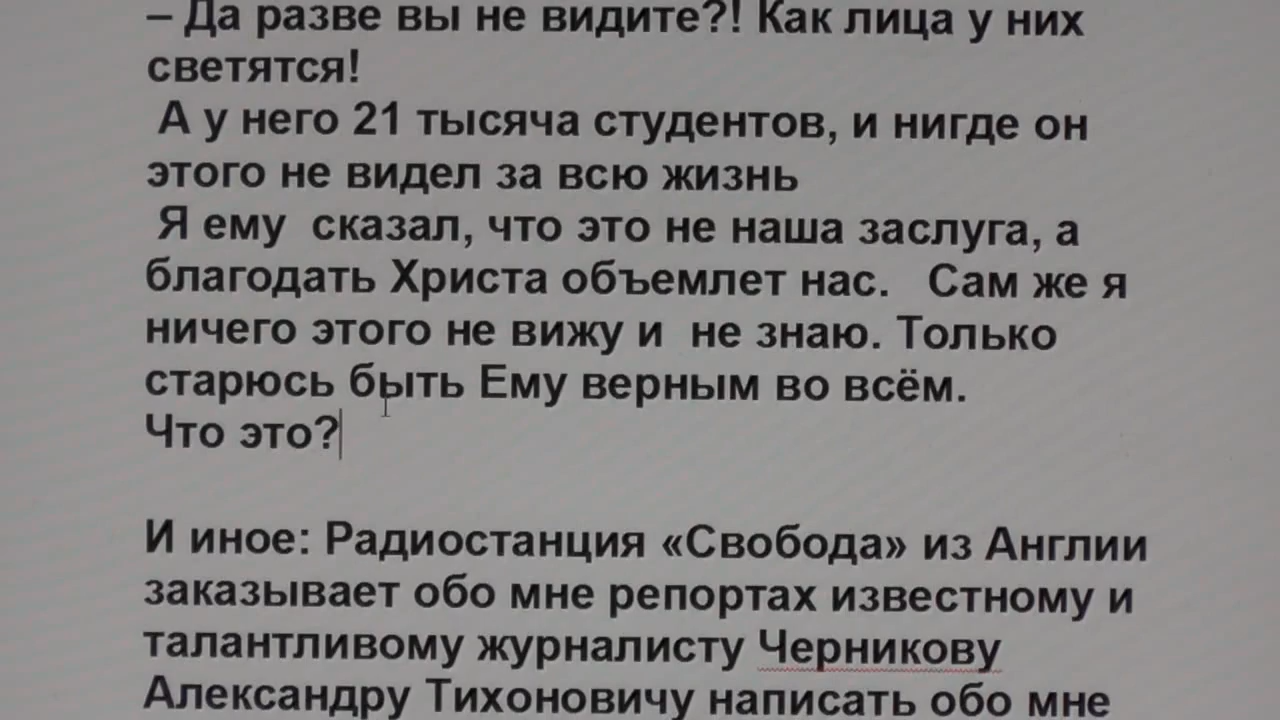 – Да разве вы не видите?! Как лица у них
светятся!
А у него 21 тысяча студентов, и нигде он
этого не видел за всю жизнь
Я ему  сказал, что это не наша заслуга, а
благодать Христа объемлет нас.   Сам же я
ничего этого не вижу и  не знаю. Только
стараюсь быть Ему верным во всём.
Что это?
И иное: Радиостанция «Свобода» из Англии
заказывает обо мне репортах известному и
талантливому журналисту Черникову
Александру Тихоновичу написать обо мне